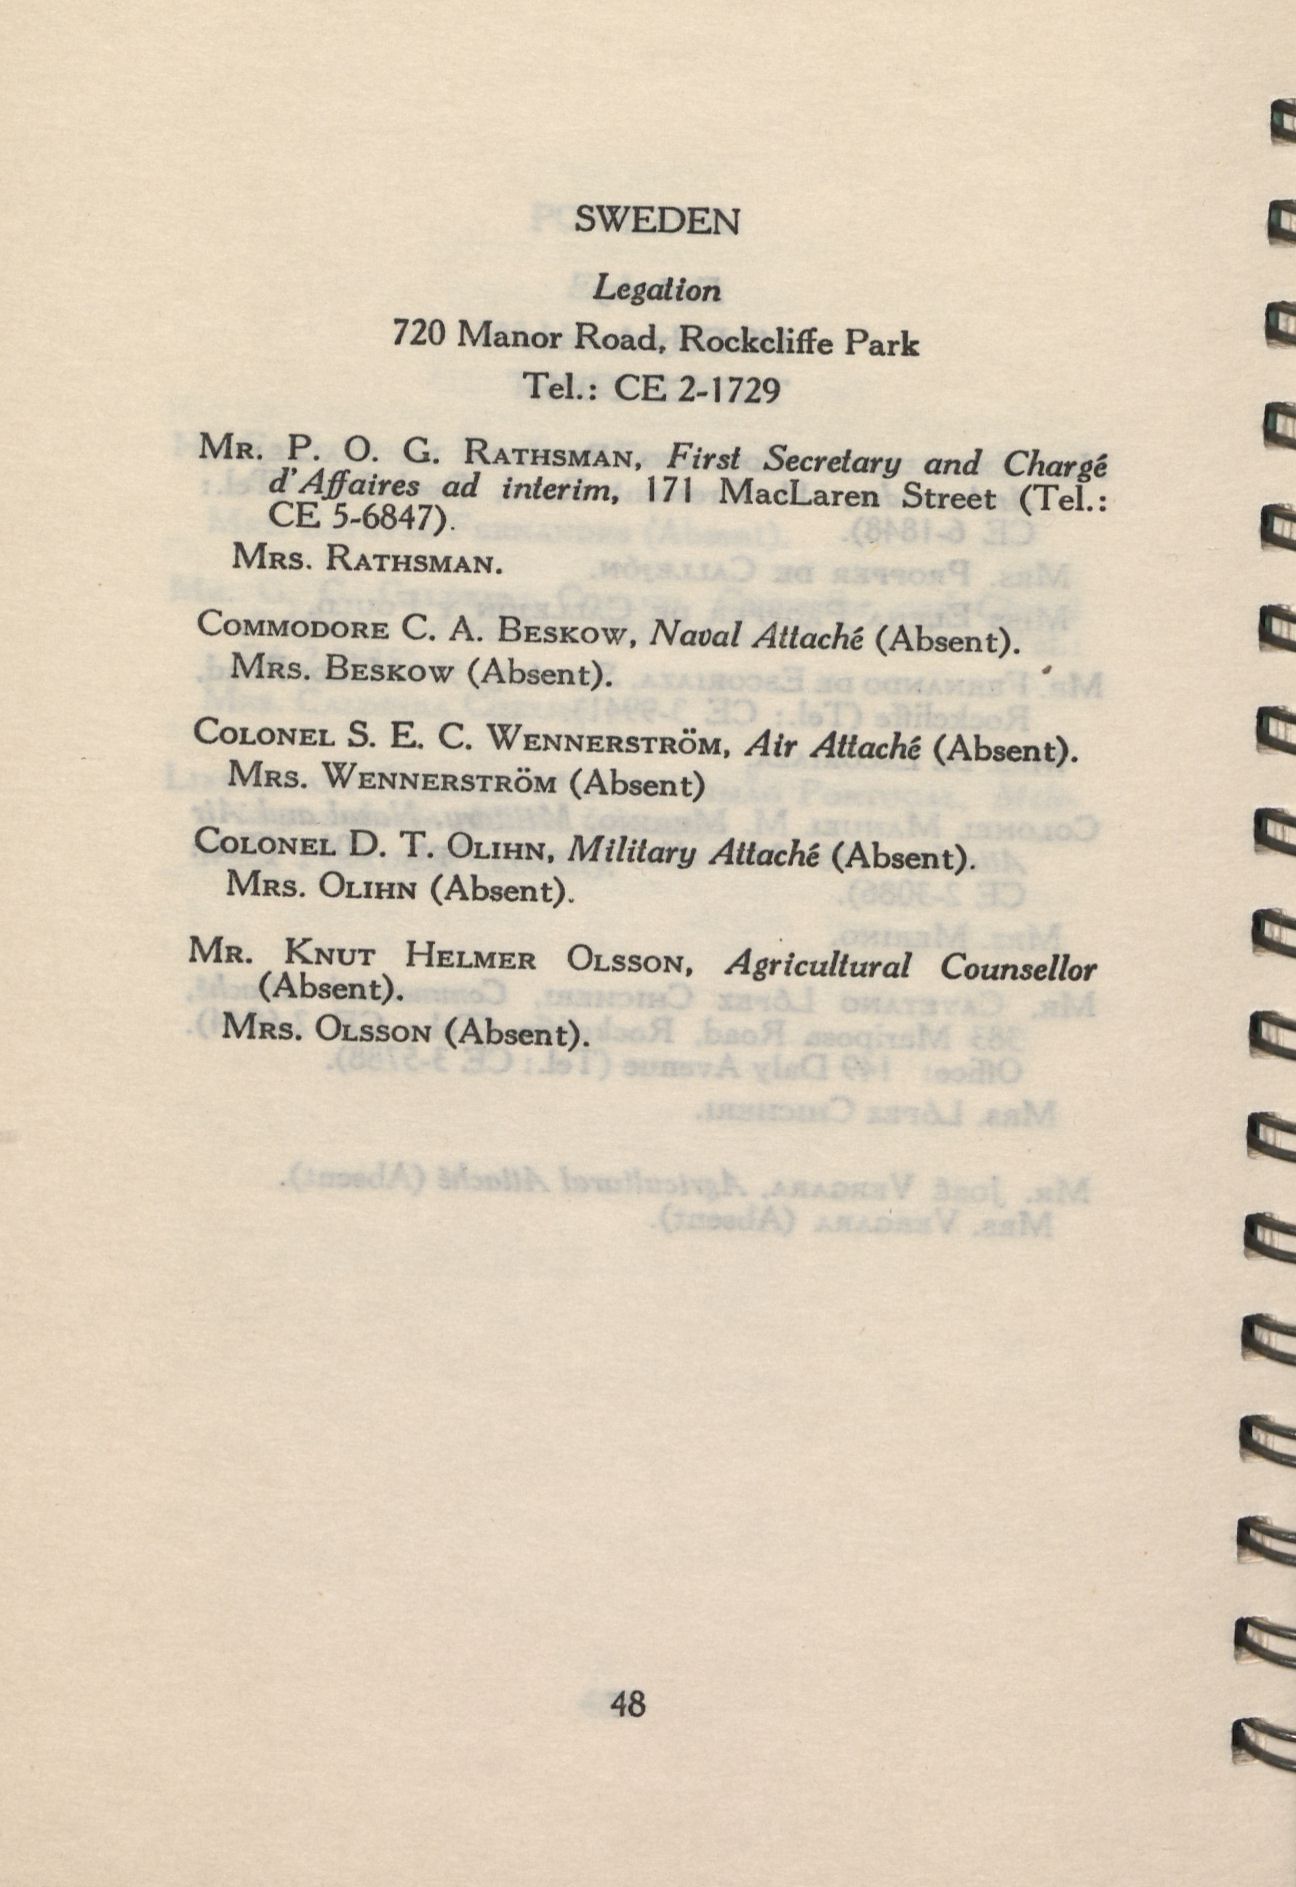 SWEDEN
Legation
720 Manor Road, Rockcliffe Park
Tel.: CE 2-1729
MR. P. O. G. RATHSMAN, First Secretary and Chargé
d'Affaires ad interim, 171 MacLaren Street (Tel.:
CE 5-6847).
MRS. RATHSMAN.
COMMODORE C. A. BESKOW, Naval Attaché (Absent).
MRS. BESKOW (Absent).
COLONEL S. E. C. WENNERSTRÖM, Air Attaché (Absent).
MRS. WENNERSTRÖM (Absent)
COLONEL D. T. OLIHN, Military Attaché (Absent).
MRS. OLIHN (Absent).
MR. KNUT HELMER OLSSON, Agricultural Counsellor
(Absent).
MRS. OLSSON (Absent).
48